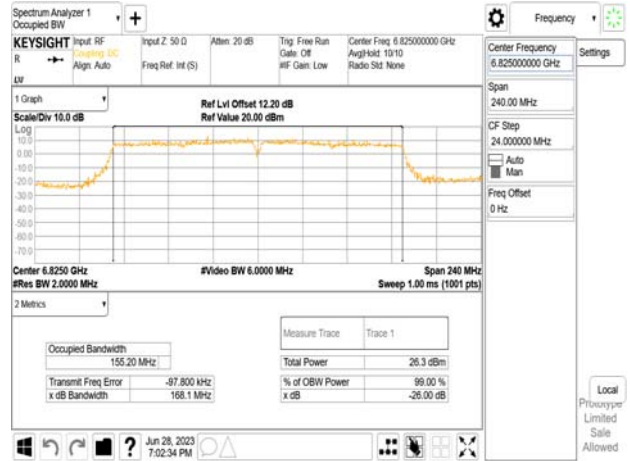 Spectrum Analyzer 1
Occupied BW
KEYSIGHT
R
Input: RF
Coupling: DC
Align: Auto
Input Z: 50 Ω
Freq Ref: Int (S)
Atten: 20 dB
Trig: Free Run
Gate: Off
#IF Gain: Low
Center Freq: 6.825000000 GHz
Avg|Hold: 10/10
Radio Std: None
LXI
1 Graph
Scale/Div 10.0 dB
Ref Lvl Offset 12.20 dB
Ref Value 20.00 dBm
Log
10.0
0.00
-10.0
-20.0
-30.0
-40.0
-50.0
-60.0
-70.0
Center 6.8250 GHz
#Res BW 2.0000 MHz
#Video BW 6.0000 MHz
Span 240 MHz
Sweep 1.00 ms (1001 pts)
2 Metrics
Measure Trace Trace 1
Occupied Bandwidth
155.20 MHz
Total Power 26.3 dBm
Transmit Freq Error -97.800 kHz
% of OBW Power 99.00 %
x dB Bandwidth 168.1 MHz
x dB -26.00 dB
?
Jun 28, 2023
7:02:34 PM
Frequency
Settings
Center Frequency
6.825000000 GHz
Span
240.00 MHz
CF Step
24.000000 MHz
Auto
Man
Freq Offset
0 Hz
Local
Prototype
Limited
Sale
Allowed